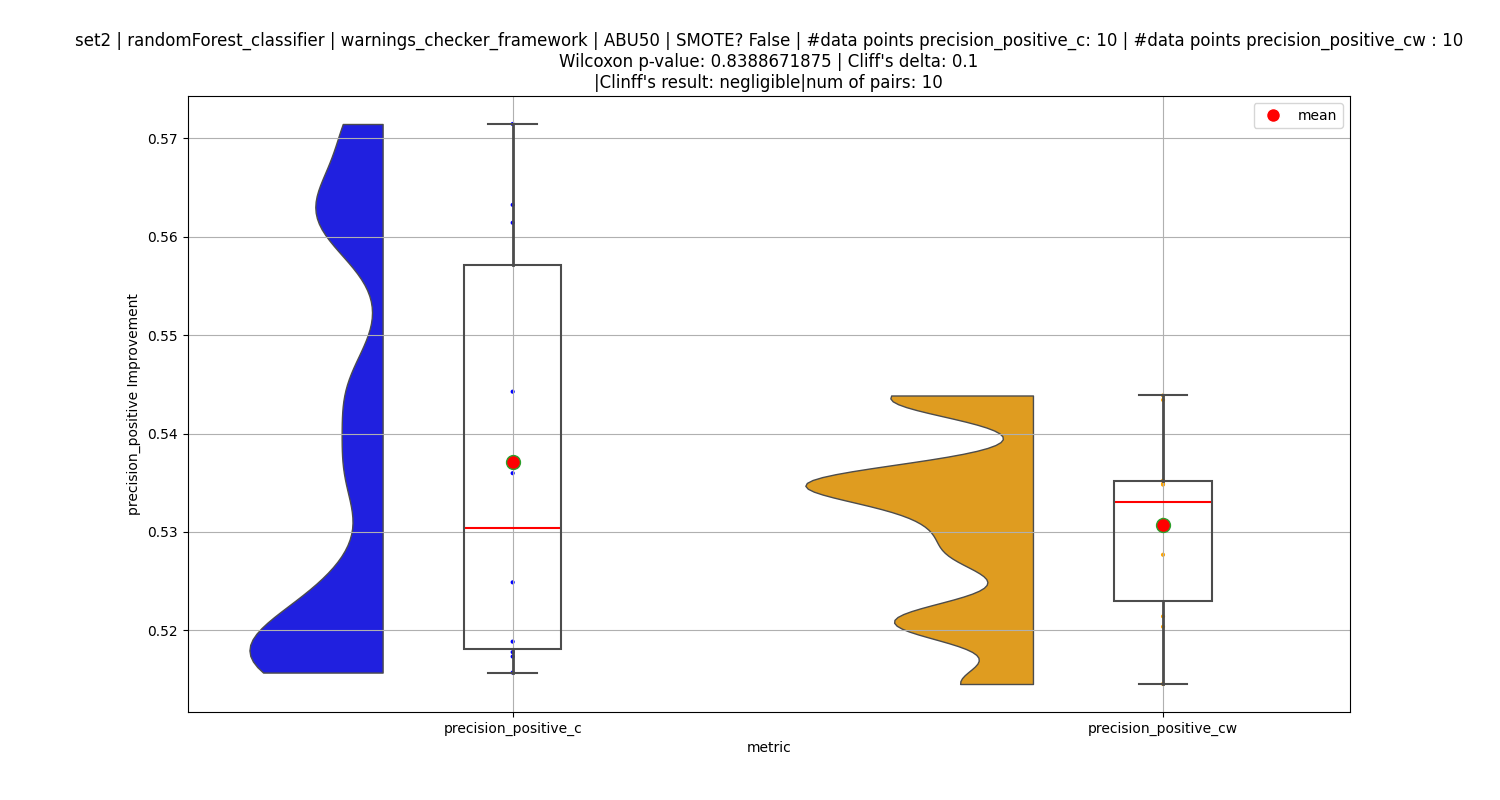 set2 | randomForest_classifier | warnings_checker_framework | ABU50 | SMOTE? False | #data points precision_positive_c: 10 | #data points precision_positive_cw : 10
Wilcoxon p-value: 0.8388671875 | Cliff's delta: 0.1
|Clinff's result: negligible|num of pairs: 10
mean
precision_positive Improvement
0.57
0.56
0.55
0.54
0.53
0.52
precision_positive_c
precision_positive_cw
metric